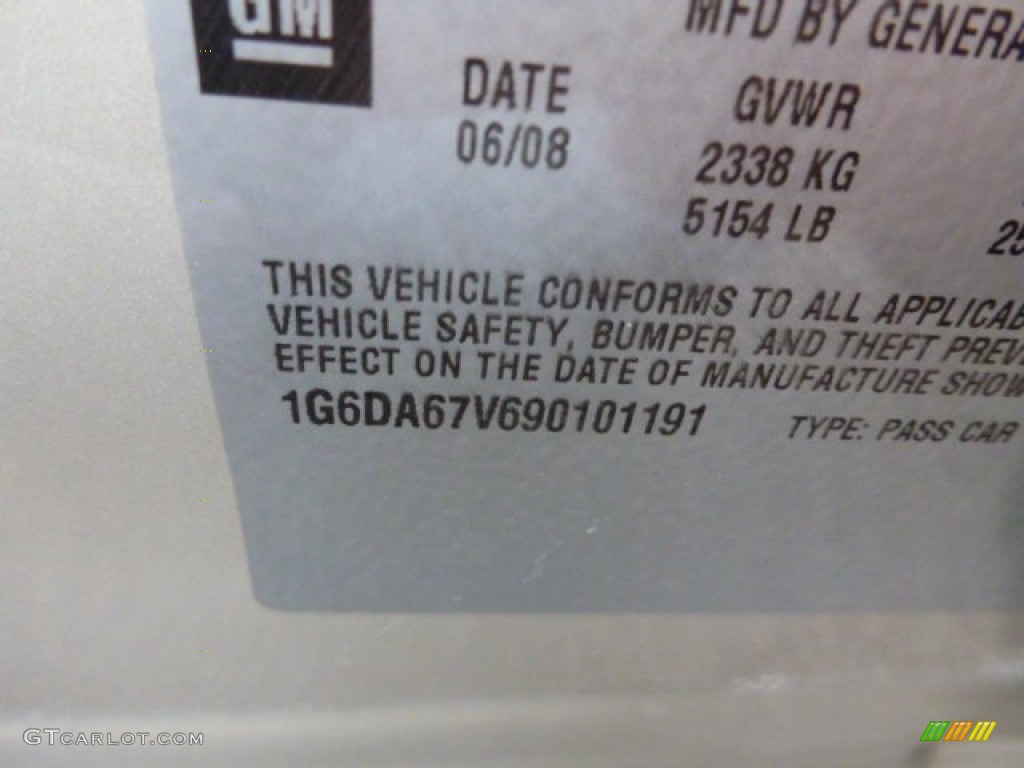 GM
MFD BY GENERA
DATE
GVWR
06/08
2338 KG
5154 LB
25
THIS VEHICLE CONFORMS TO ALL APPLICAB
VEHICLE SAFETY, BUMPER, AND THEFT PREV
EFFECT ON THE DATE OF MANUFACTURE SHOW
1G6DA67V690101191
TYPE: PASS CAR
GTCARLOT.COM